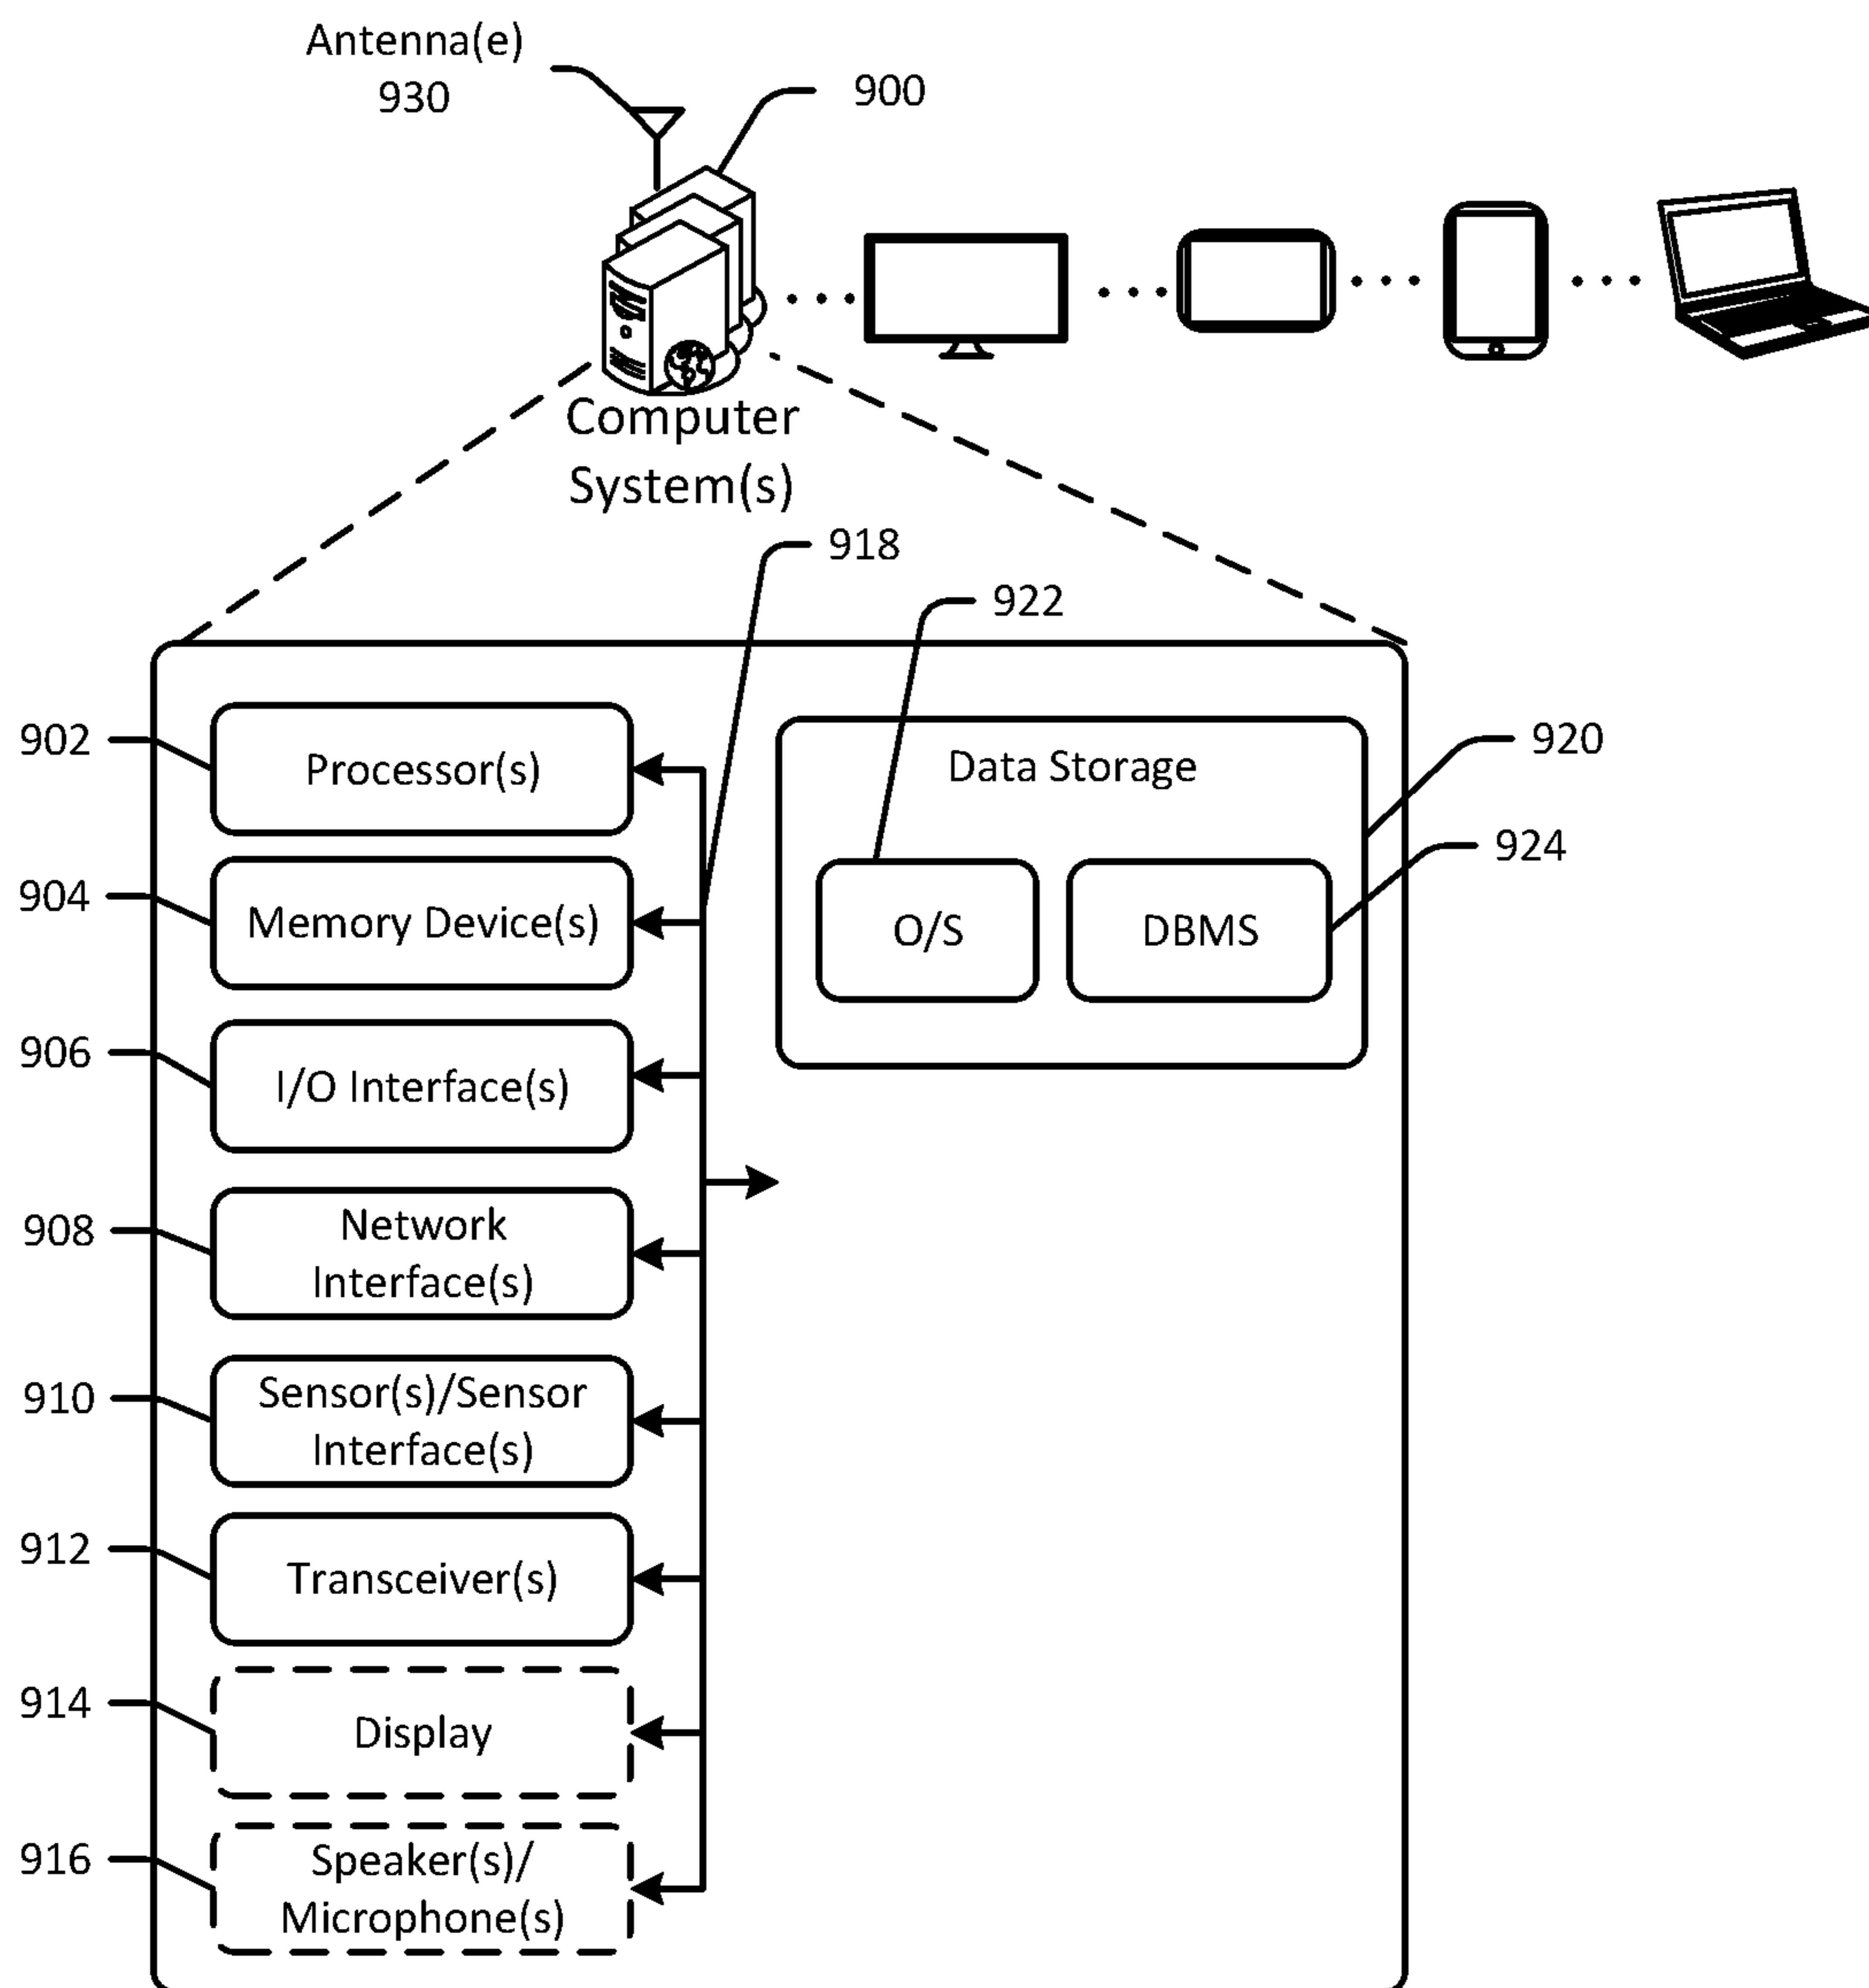 Antenna(e)
930
900
Computer
System(s)
918
922
902
Processor(s)
Data Storage
920
924
904
Memory Device(s)
O/S
DBMS
906
I/O Interface(s)
908
Network
Interface(s)
910
Sensor(s)/Sensor
Interface(s)
912
Transceiver(s)
914
Display
916
Speaker(s)/
Microphone(s)